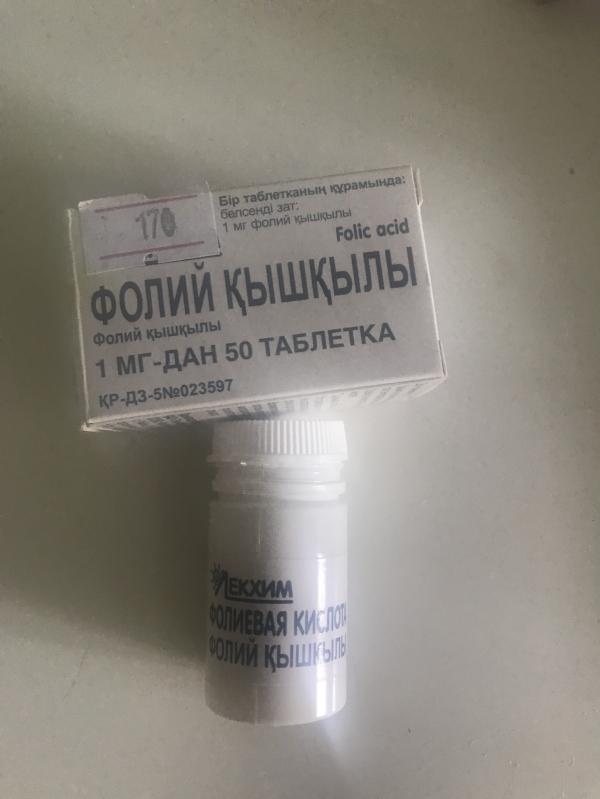 170
Бір таблетканың құрамында:
белсенді зат:
1 мг фолий қышқылы
Folic acid
ФОЛИЙ ҚЫШҚЫЛЫ
Фолий қышқылы
1 МГ-ДАН 50 ТАБЛЕТКА
ҚР-ДЗ-5№023597
ЛЕКХИМ
ФОЛИЕВАЯ КИСЛОТА
ФОЛИЙ ҚЫШҚЫЛЫ